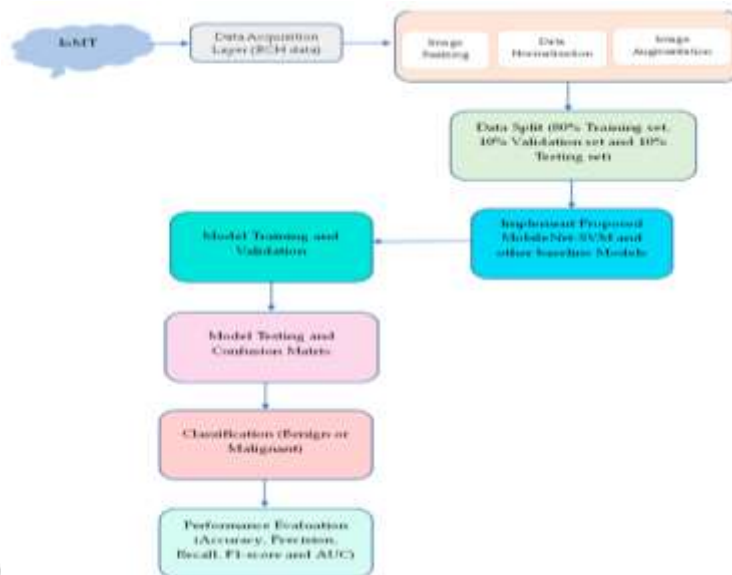 IoMT
Data Acquisition
Layer (BCH data)
Image
Resizing
Data
Normalization
Image
Augmentation
Data Split (80% Training set,
10% Validation set and 10%
Testing set)
Implement Proposed
MobileNet-SVM and
other baseline Models
Model Training and
Validation
Model Testing and
Confusion Matrix
Classification (Benign or
Malignant)
Performance Evaluation
(Accuracy, Precision,
Recall, F1-score and AUC)